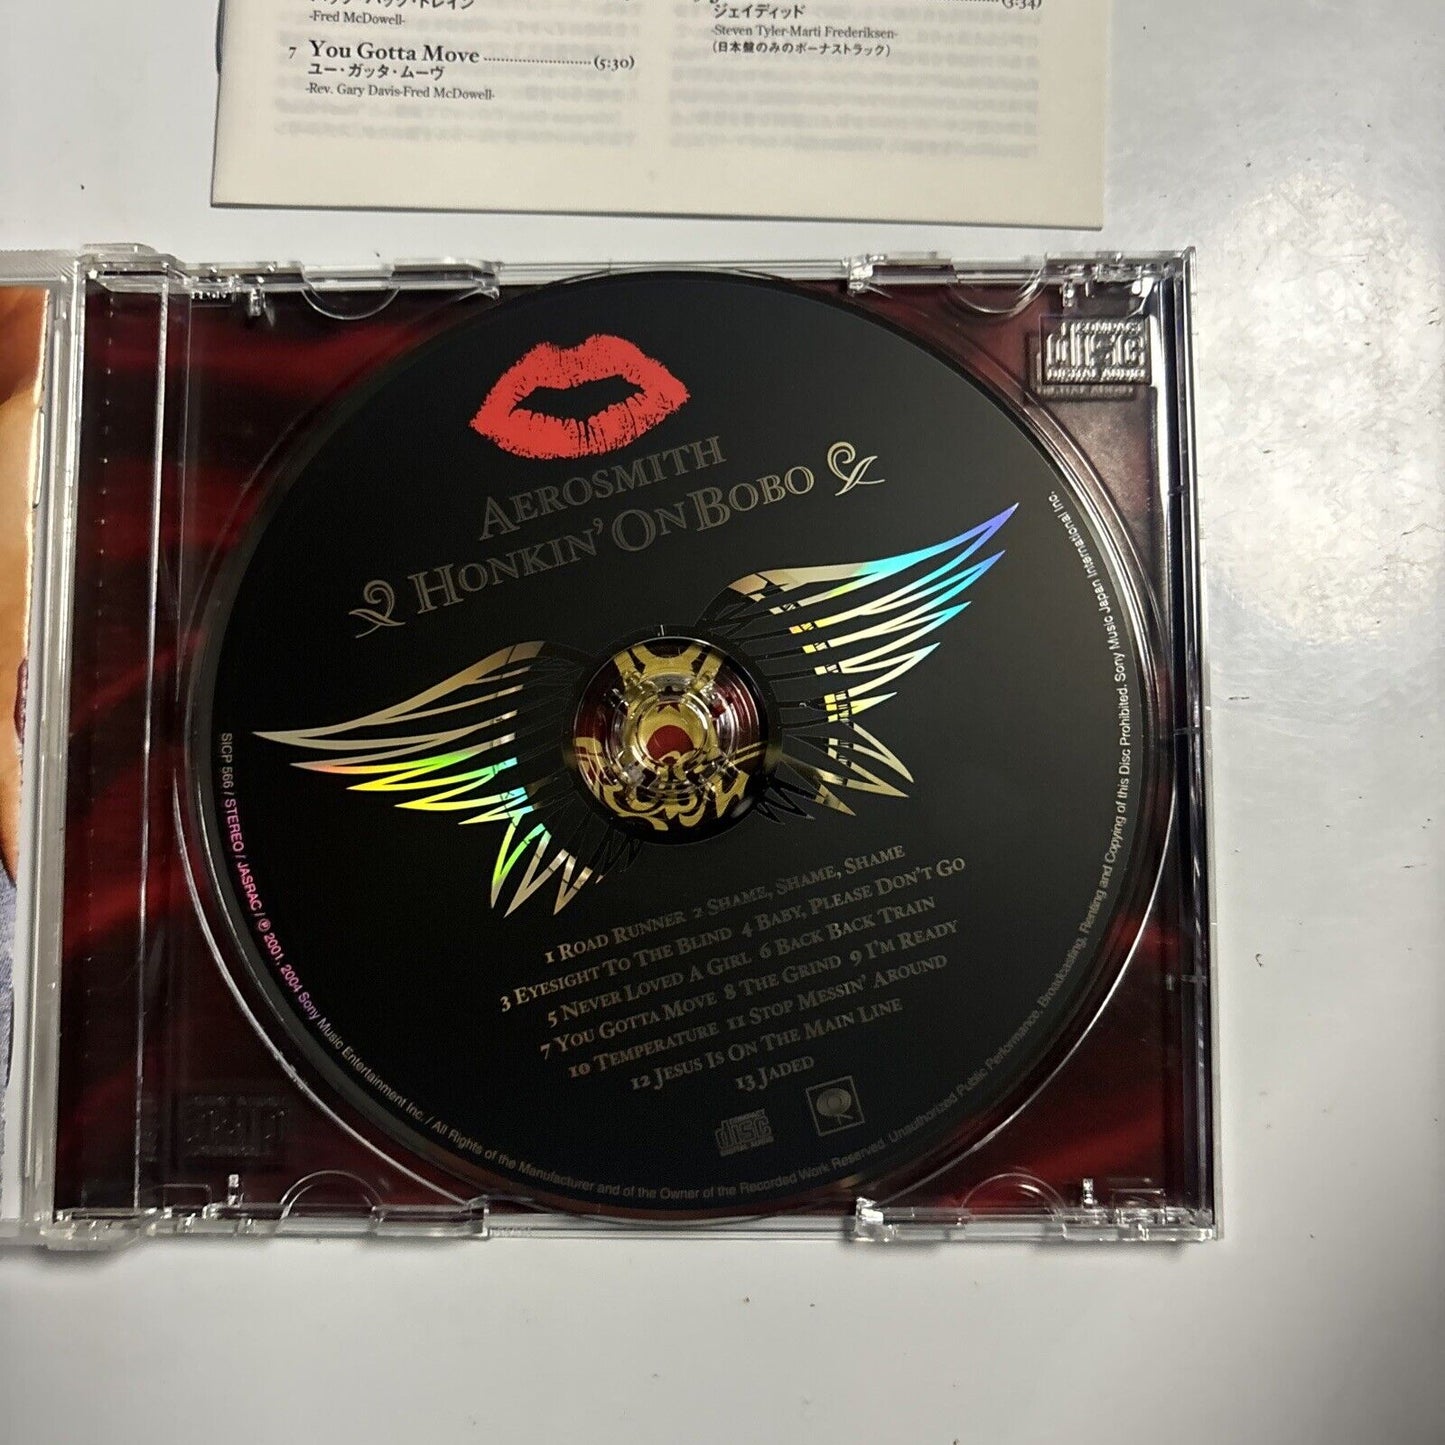 -Fred McDowell-
7 You Gotta Move (5:30)
ユー・ガッタ・ムーヴ
-Rev. Gary Davis-Fred McDowell-
(3:34)
ジェイディッド
-Steven Tyler-Marti Frederiksen-
(日本盤のみのボーナストラック)
COMPACT
disc
DIGITAL AUDIO
AEROSMITH
HONKIN' ON BOBO
1 ROAD RUNNER 2 SHAME, SHAME, SHAME
3 EYESIGHT TO THE BLIND 4 BABY, PLEASE DON'T GO
5 NEVER LOVED A GIRL 6 BACK BACK TRAIN
7 YOU GOTTA MOVE 8 THE GRIND 9 I'M READY
10 TEMPERATURE 11 STOP MESSIN' AROUND
12 JESUS IS ON THE MAIN LINE
13 JADED
COMPACT
disc
DIGITAL AUDIO
SICP 566 / STEREO / JASRAC / Ⓟ 2001, 2004 Sony Music Entertainment Inc. / All Rights of the Manufacturer and of the Owner of the Recorded Work Reserved. Unauthorized Public Performance, Broadcasting, Renting and Copying of this Disc Prohibited. Sony Music Japan International Inc.